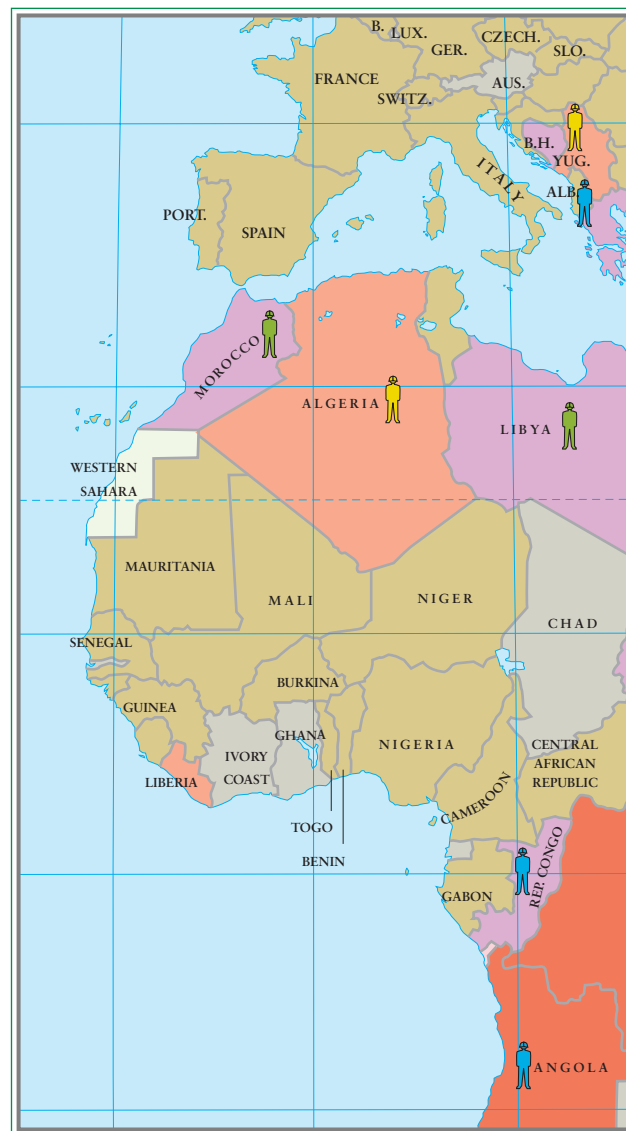 B.
LUX.
GER.
CZECH.
SLO.
FRANCE
AUS.
SWITZ.
B.H.
YUG.
ITALY
ALB.
PORT.
SPAIN
MOROCCO
ALGERIA
LIBYA
WESTERN
SAHARA
MAURITANIA
MALI
NIGER
CHAD
SENEGAL
BURKINA
GUINEA
GHANA
NIGERIA
IVORY
COAST
LIBERIA
CENTRAL
AFRICAN
REPUBLIC
CAMEROON
TOGO
BENIN
REP. CONGO
GABON
ANGOLA